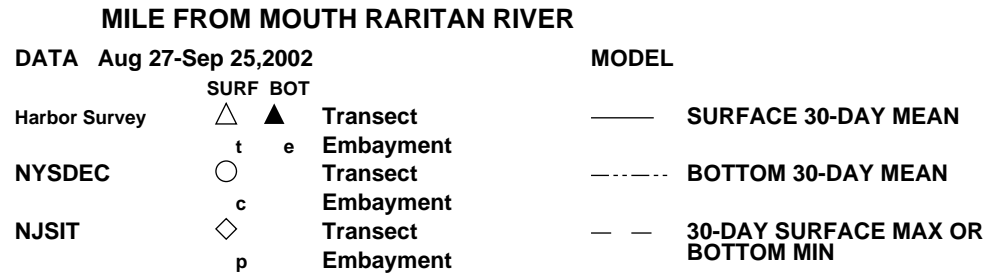 MILE FROM MOUTH RARITAN RIVER
DATA Aug 27-Sep 25,2002 MODEL
SURF BOT
Harbor Survey Transect SURFACE 30-DAY MEAN
t e Embayment
NYSDEC Transect BOTTOM 30-DAY MEAN
c Embayment
NJSIT Transect 30-DAY SURFACE MAX OR
BOTTOM MIN
p Embayment